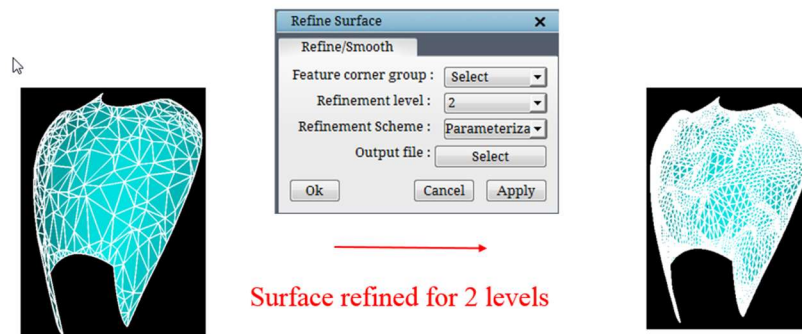 Refine Surface
Refine/Smooth
Feature corner group : Select
Refinement level : 2
Refinement Scheme : Parameteriza
Output file : Select
Ok Cancel Apply
Surface refined for 2 levels